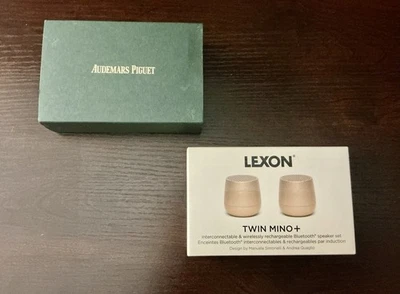 AUDEMARS PIGUET
LEXON®
TWIN MINO+
interconnectable & wirelessly rechargeable Bluetooth® speaker set
Enceintes Bluetooth® interconnectables & rechargeables par induction
Design by Manuela Simonelli & Andrea Quaglio